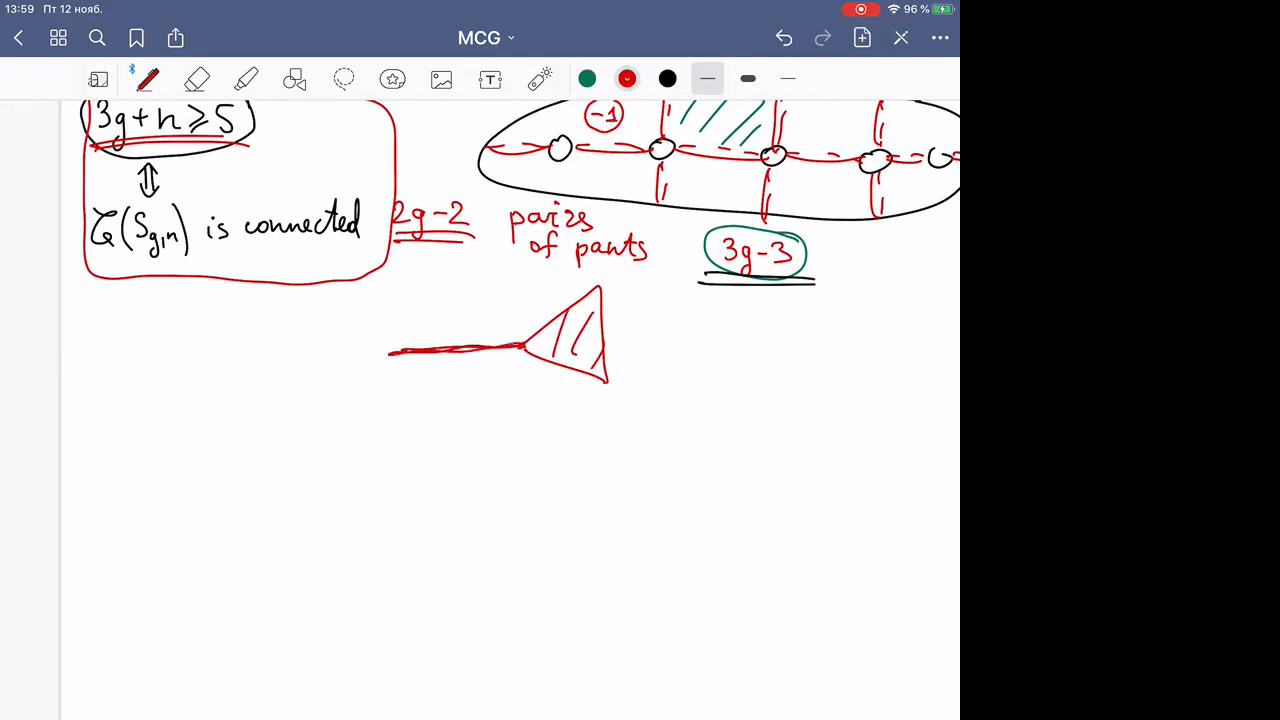 13:59 Пт 12 нояб.
96 %
MCG
3g+n⩾5
⇕
𝒞(S_{g,n}) is connected
-1
2g-2 pairs
of pants
3g-3